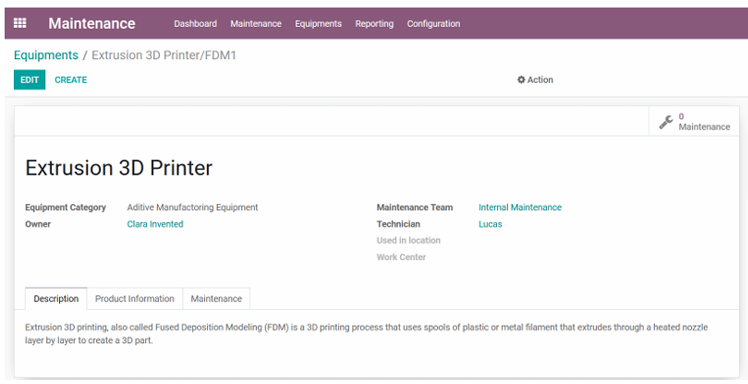 Maintenance Dashboard Maintenance Equipments Reporting Configuration
Equipments / Extrusion 3D Printer/FDM1
EDIT CREATE Action
0
Maintenance
Extrusion 3D Printer
Equipment Category Aditive Manufactoring Equipment Maintenance Team Internal Maintenance
Owner Clara Invented Technician Lucas
Used in location
Work Center
Description Product Information Maintenance
Extrusion 3D printing, also called Fused Deposition Modeling (FDM) is a 3D printing process that uses spools of plastic or metal filament that extrudes through a heated nozzle
layer by layer to create a 3D part.